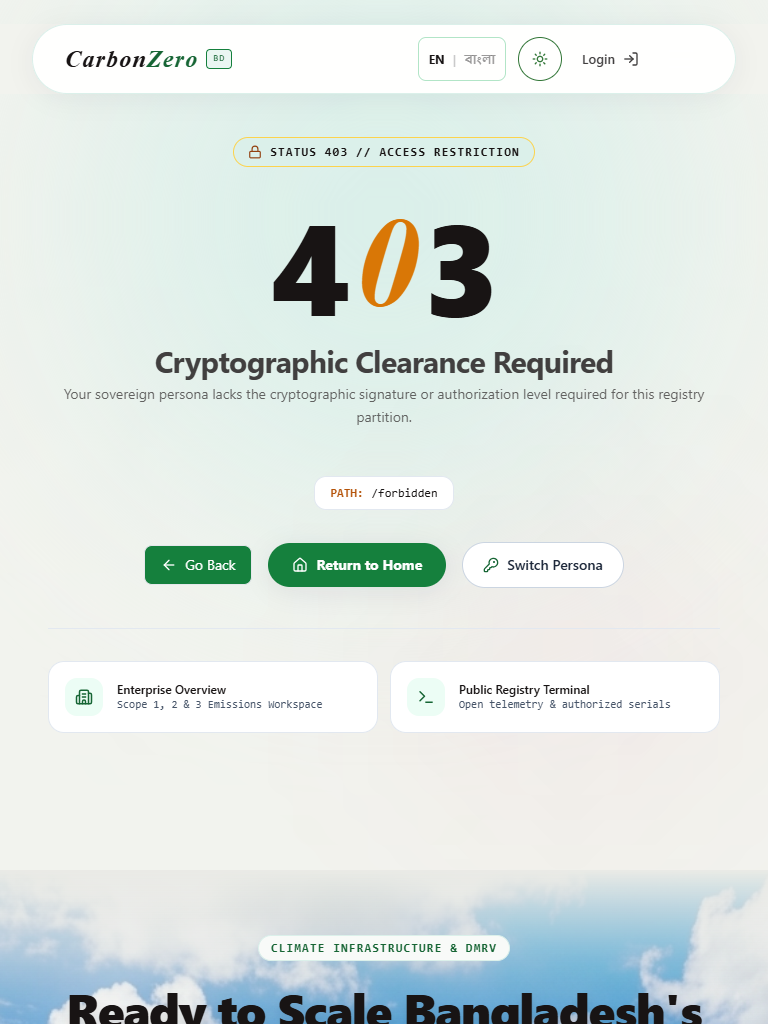 CarbonZero BD
EN | বাংলা
Login
STATUS 403 // ACCESS RESTRICTION
403
Cryptographic Clearance Required
Your sovereign persona lacks the cryptographic signature or authorization level required for this registry
partition.
PATH: /forbidden
Go Back
Return to Home
Switch Persona
Enterprise Overview
Scope 1, 2 & 3 Emissions Workspace
Public Registry Terminal
Open telemetry & authorized serials
CLIMATE INFRASTRUCTURE & DMRV
Ready to Scale Bangladesh's